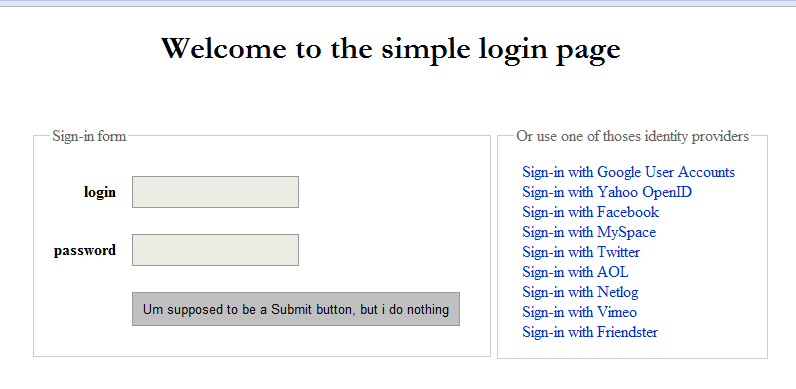 Welcome to the simple login page
Sign-in form
login
password
Um supposed to be a Submit button, but i do nothing
Or use one of thoses identity providers
Sign-in with Google User Accounts
Sign-in with Yahoo OpenID
Sign-in with Facebook
Sign-in with MySpace
Sign-in with Twitter
Sign-in with AOL
Sign-in with Netlog
Sign-in with Vimeo
Sign-in with Friendster